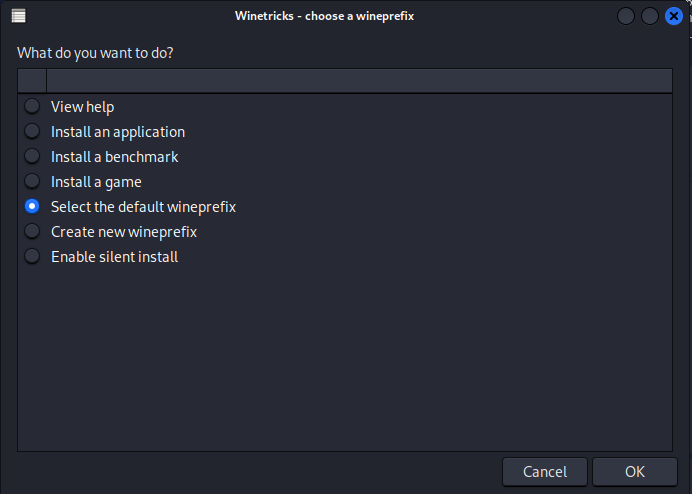 Winetricks - choose a wineprefix
What do you want to do?
View help
Install an application
Install a benchmark
Install a game
Select the default wineprefix
Create new wineprefix
Enable silent install
Cancel
OK